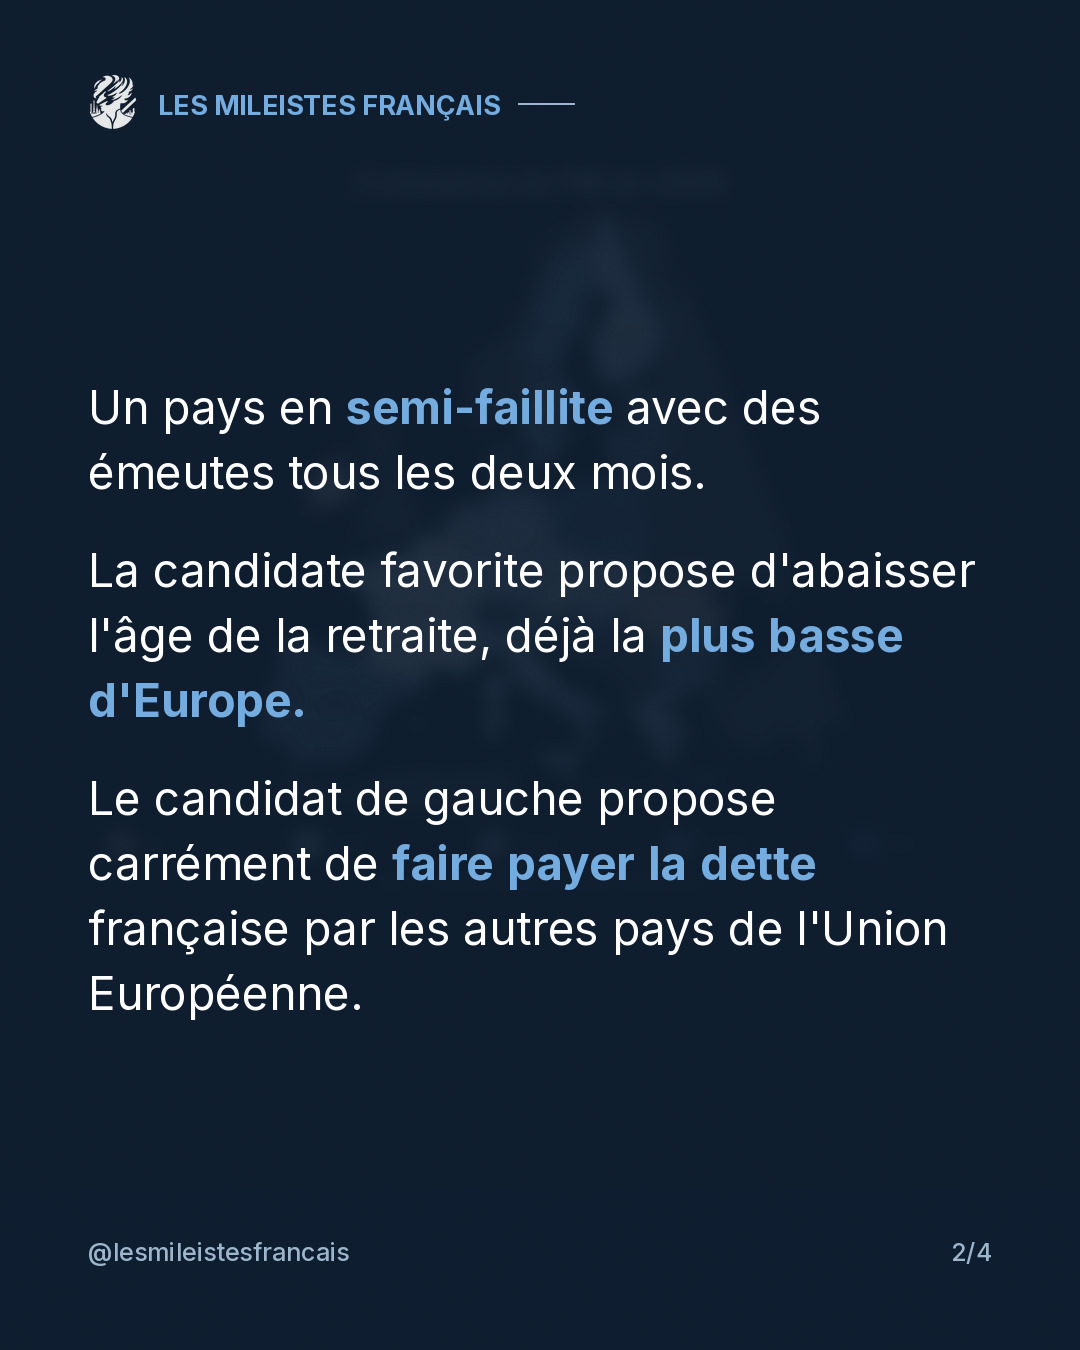 LES MILEISTES FRANÇAIS
Un pays en semi-faillite avec des
émeutes tous les deux mois.
La candidate favorite propose d'abaisser
l'âge de la retraite, déjà la plus basse
d'Europe.
Le candidat de gauche propose
carrément de faire payer la dette
française par les autres pays de l'Union
Européenne.
@lesmileistesfrancais
2/4